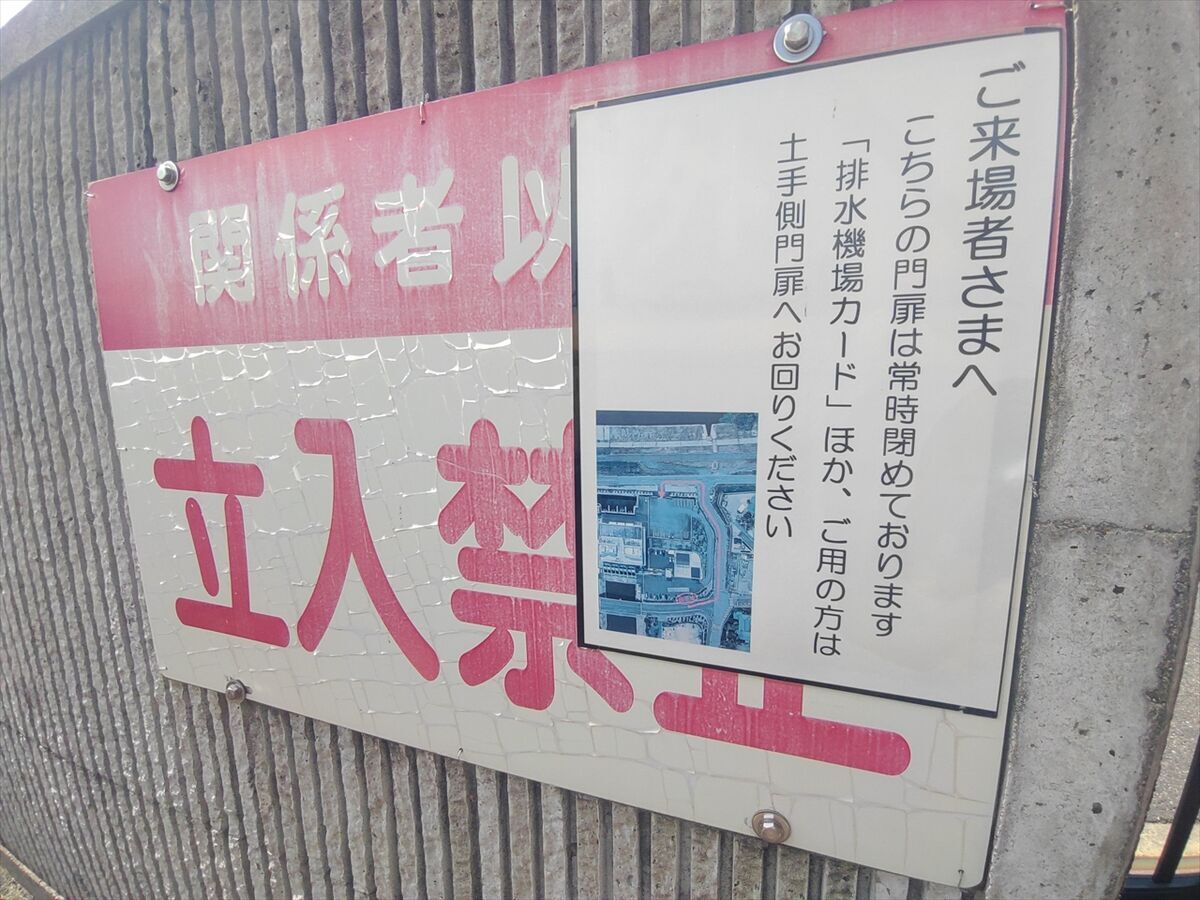 関係者以
立入禁止
ご来場者さまへ
こちらの門扉は常時閉めております
「排水機場カード」ほか、ご用の方は
土手側門扉へお回りください